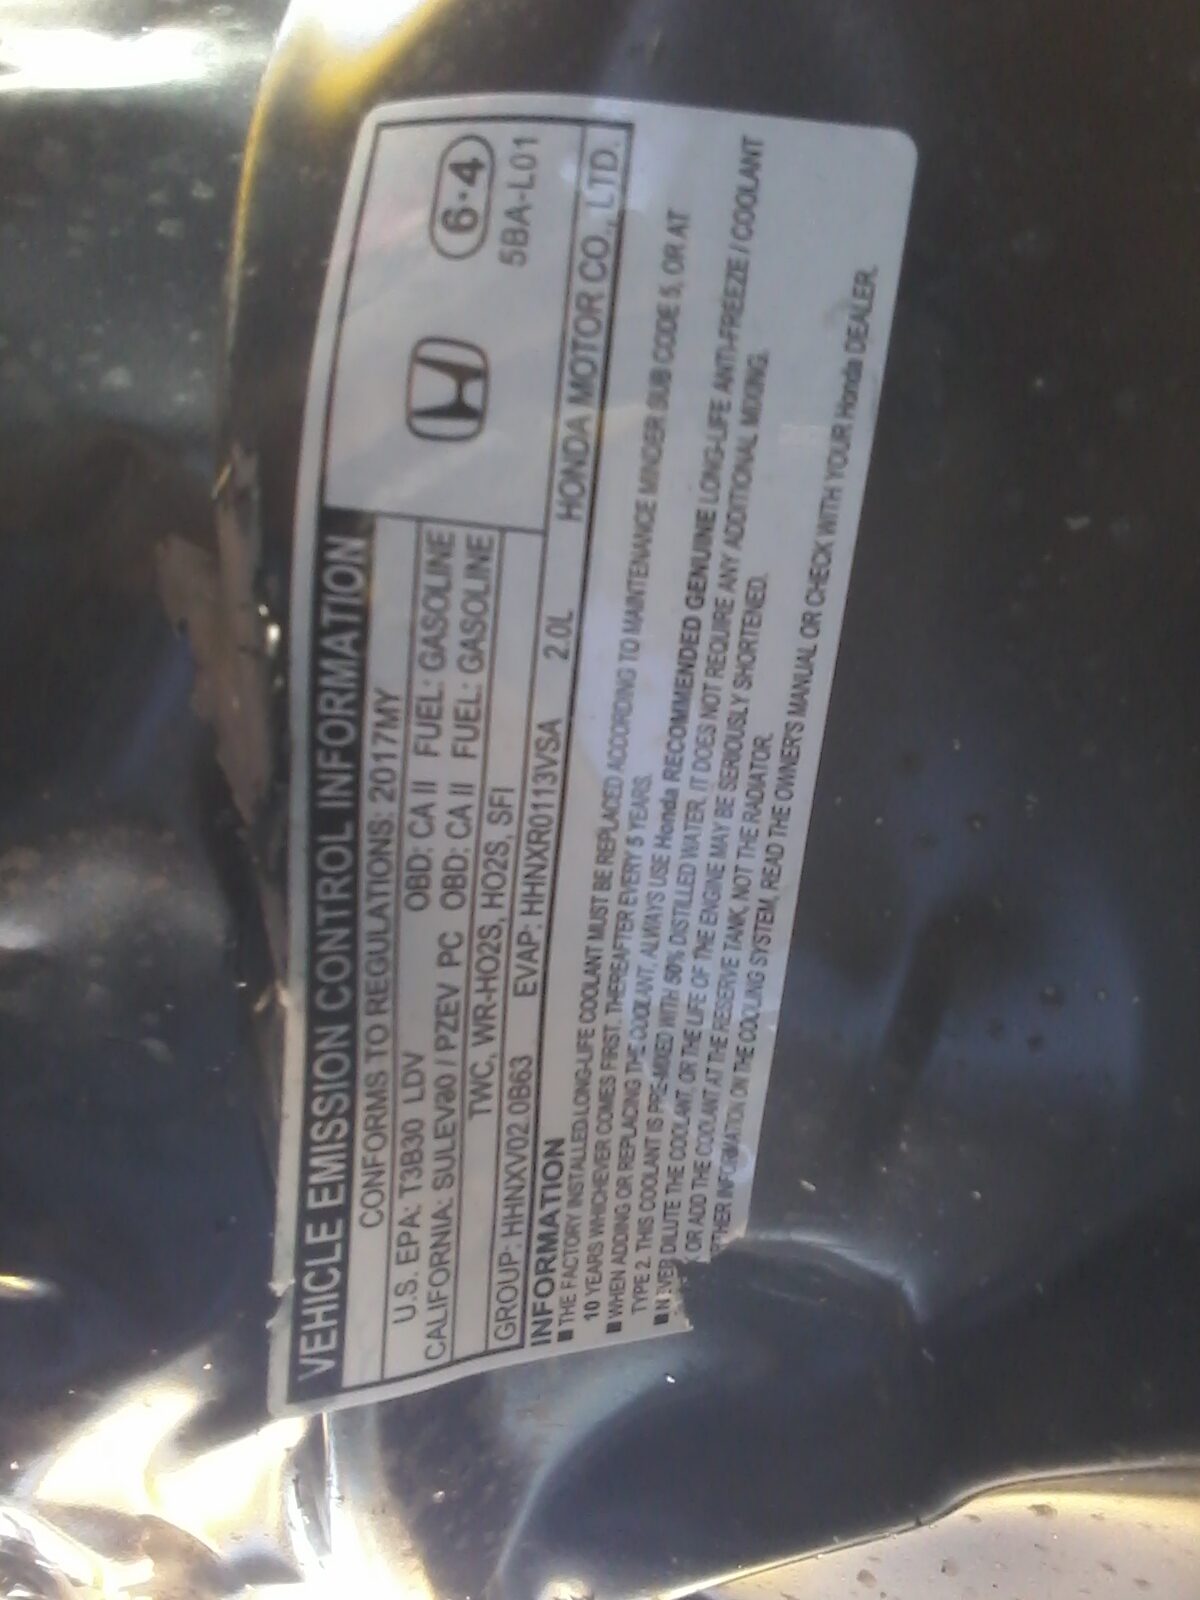 VEHICLE EMISSION CONTROL INFORMATION
CONFORMS TO REGULATIONS: 2017MY
U.S. EPA: T3B30 LDV OBD: CA II FUEL: GASOLINE
CALIFORNIA: SULEV30 / PZEV PC OBD: CA II FUEL: GASOLINE
TWC, WR-HO2S, HO2S, SFI
6·4
5BA-L01
GROUP: HHNXV02.0B63 EVAP: HHNXR0113VSA 2.0L HONDA MOTOR CO., LTD.
INFORMATION
■ THE FACTORY INSTALLED LONG-LIFE COOLANT MUST BE REPLACED ACCORDING TO MAINTENANCE MINDER SUB CODE 5, OR AT
10 YEARS WHICHEVER COMES FIRST. THEREAFTER EVERY 5 YEARS.
■ WHEN ADDING OR REPLACING THE COOLANT, ALWAYS USE Honda RECOMMENDED GENUINE LONG-LIFE ANTI-FREEZE / COOLANT
TYPE 2. THIS COOLANT IS PRE-MIXED WITH 50% DISTILLED WATER. IT DOES NOT REQUIRE ANY ADDITIONAL MIXING.
■ NEVER DILUTE THE COOLANT, OR THE LIFE OF THE ENGINE MAY BE SERIOUSLY SHORTENED.
OR ADD THE COOLANT AT THE RESERVE TANK, NOT THE RADIATOR.
INFORMATION ON THE COOLING SYSTEM, READ THE OWNER'S MANUAL OR CHECK WITH YOUR Honda DEALER.